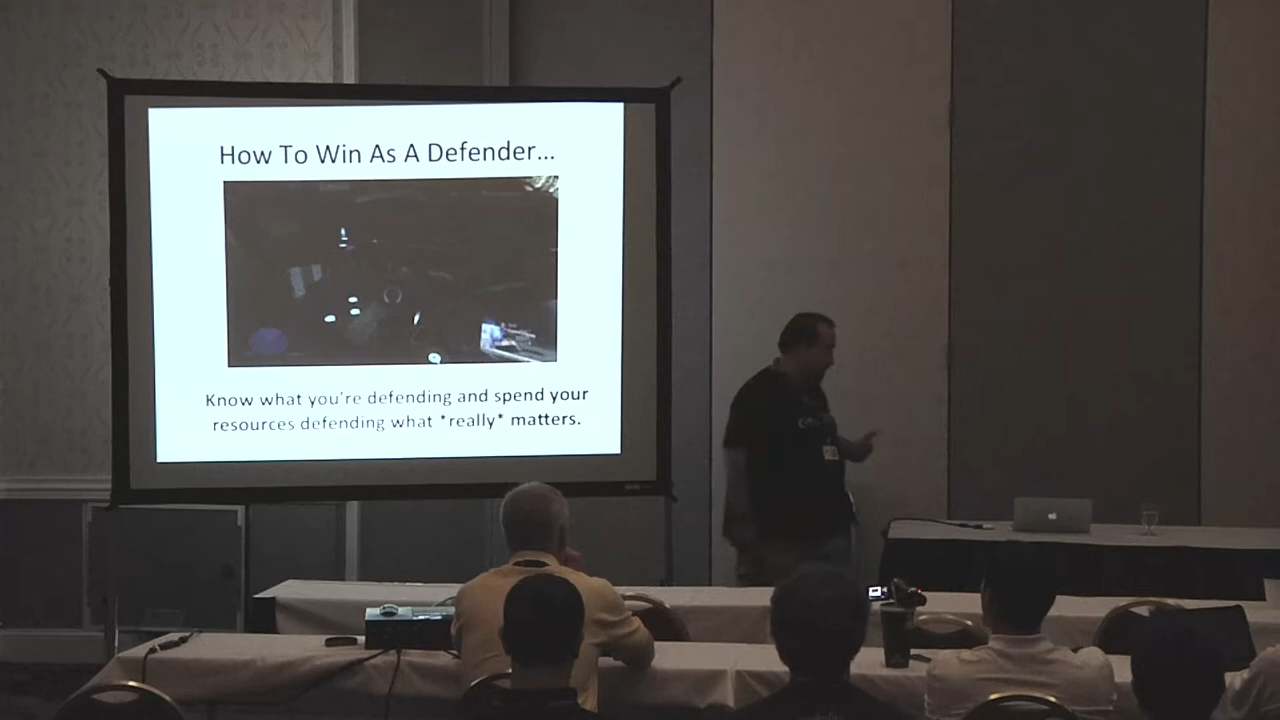 How To Win As A Defender...
Know what you're defending and spend your
resources defending what *really* matters.